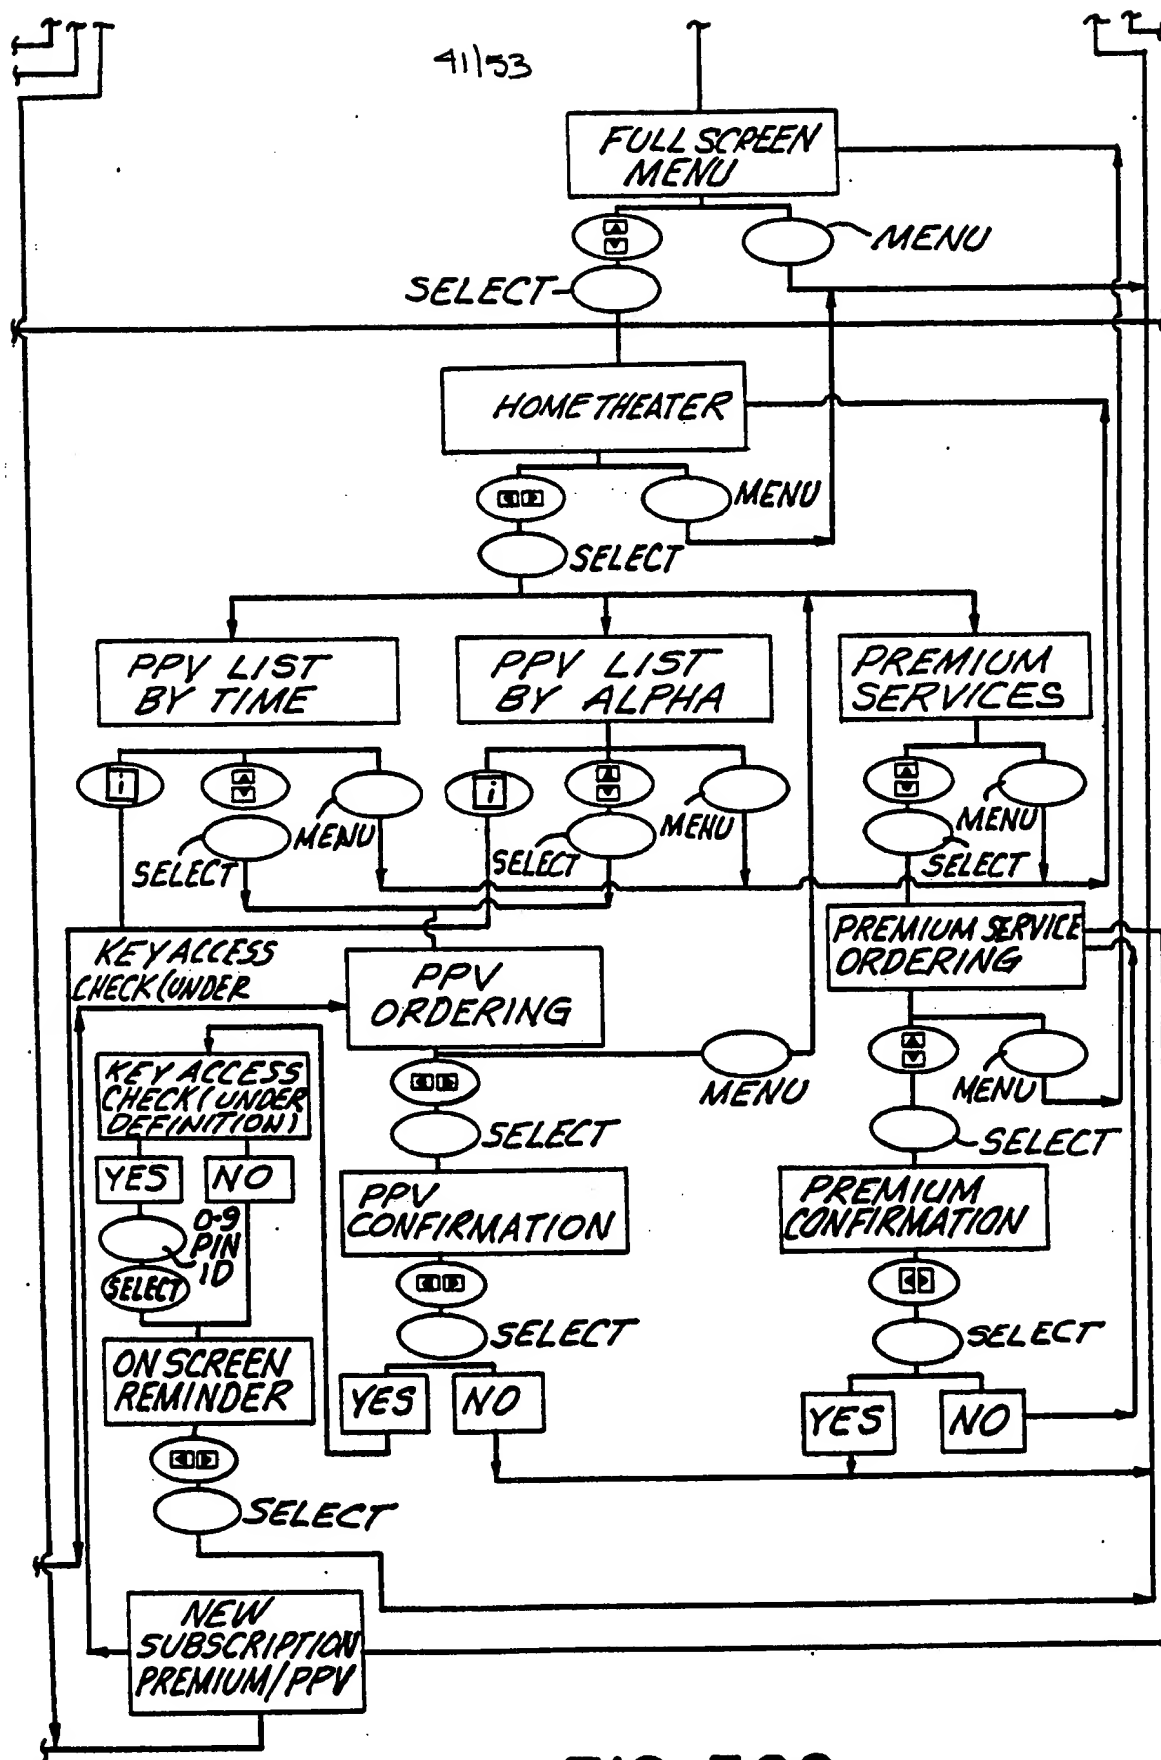 41/53
FULL SCREEN
MENU
MENU
SELECT
HOME THEATER
MENU
SELECT
PPV LIST
BY TIME
PPV LIST
BY ALPHA
PREMIUM
SERVICES
i
i
MENU
SELECT
MENU
SELECT
MENU
SELECT
KEY ACCESS
CHECK (UNDER
PPV
ORDERING
PREMIUM SERVICE
ORDERING
KEY ACCESS
CHECK (UNDER
DEFINITION)
MENU
MENU
SELECT
SELECT
YES
NO
PPV
CONFIRMATION
PREMIUM
CONFIRMATION
0-9
PIN
ID
SELECT
SELECT
SELECT
ON SCREEN
REMINDER
YES
NO
YES
NO
SELECT
NEW
SUBSCRIPTION
PREMIUM/PPV